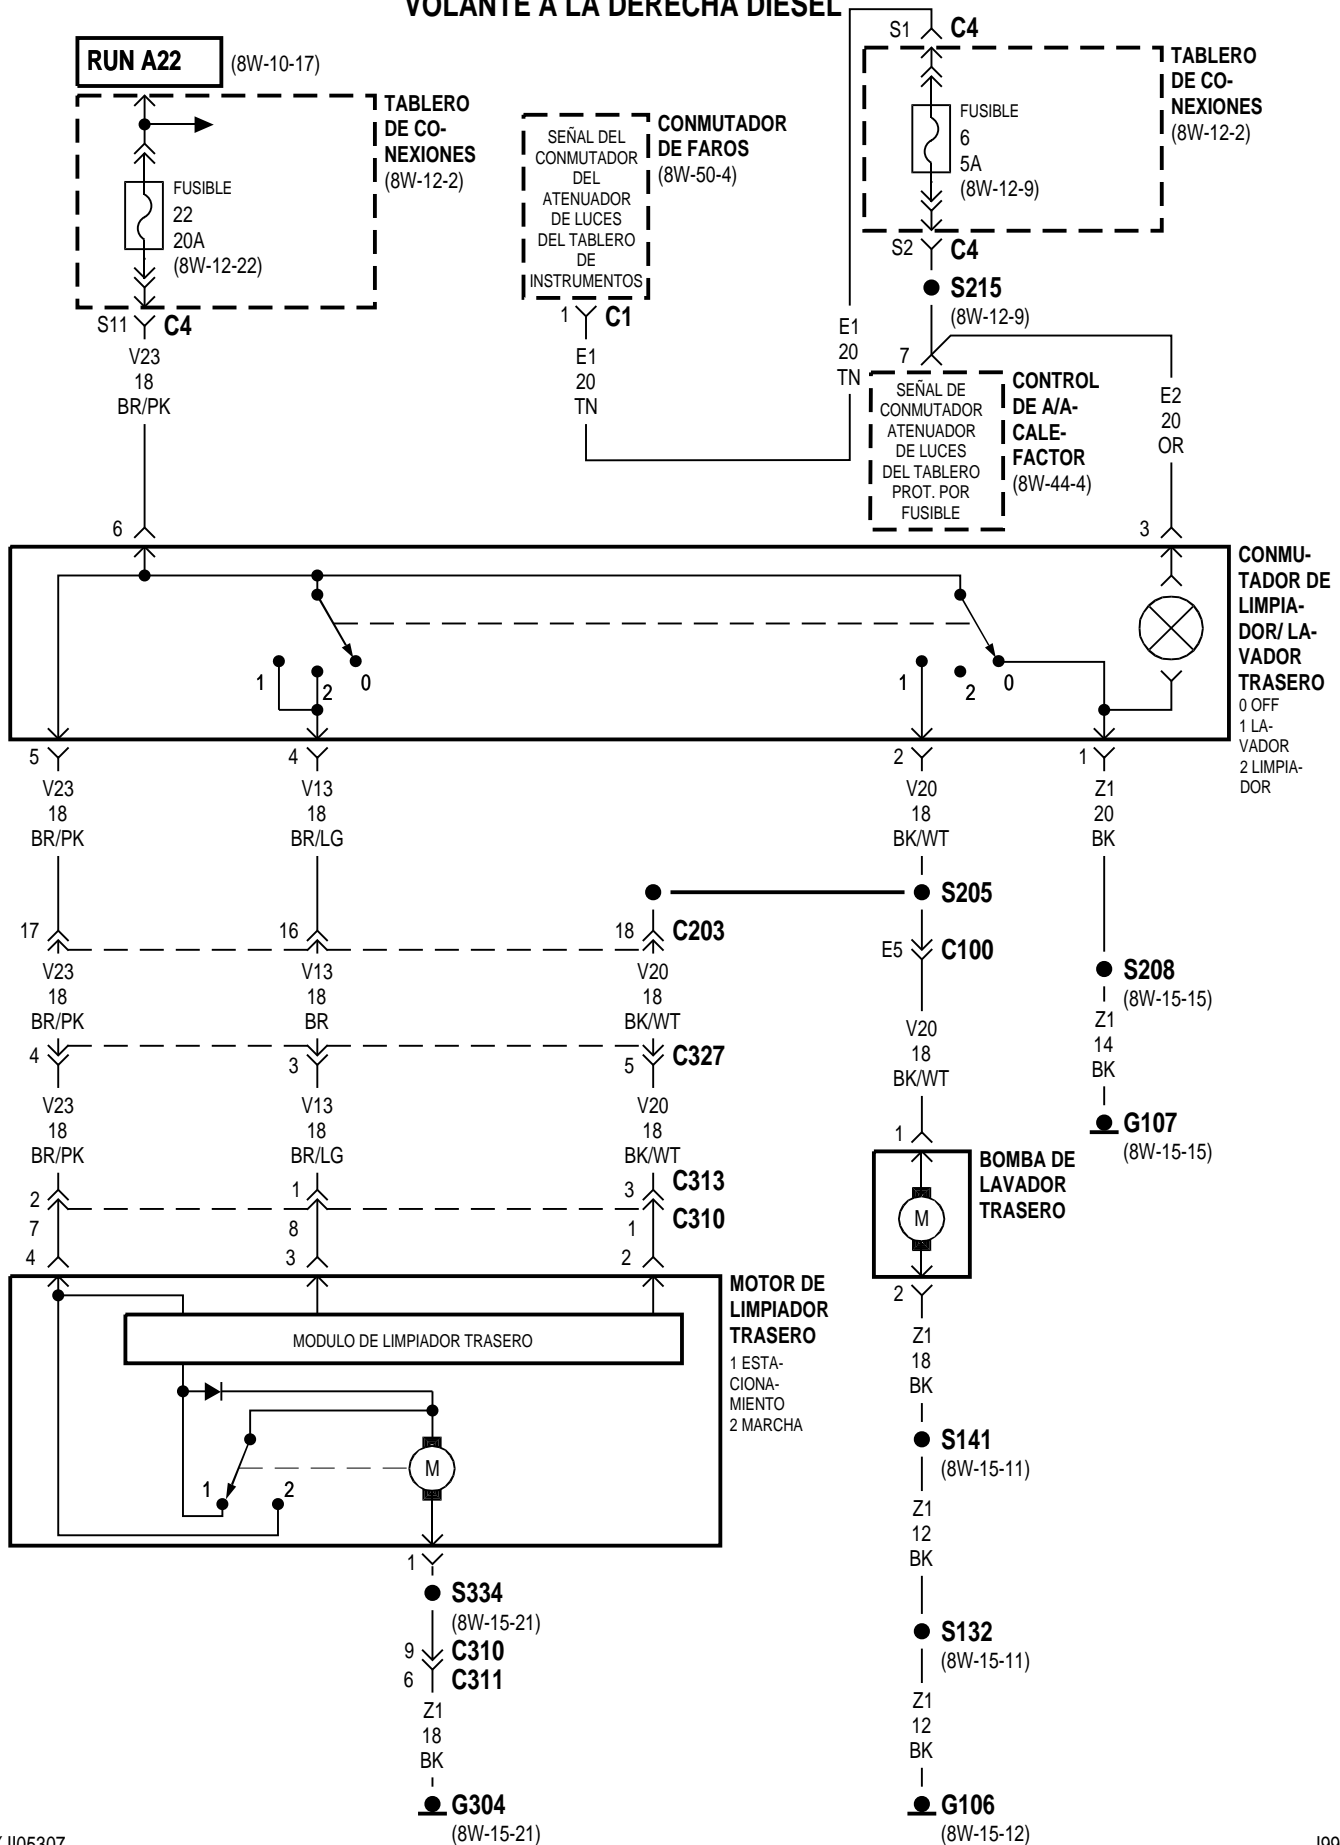 VOLANTE A LA DERECHA DIESEL
RUN A22
(8W-10-17)
TABLERO
DE CO-
NEXIONES
(8W-12-2)
FUSIBLE
22
20A
(8W-12-22)
S11
C4
V23
18
BR/PK
SEÑAL DEL
CONMUTADOR
DEL
ATENUADOR
DE LUCES
DEL TABLERO
DE
INSTRUMENTOS
CONMUTADOR
DE FAROS
(8W-50-4)
1
C1
E1
20
TN
E1
20
TN
S1
C4
TABLERO
DE CO-
NEXIONES
(8W-12-2)
FUSIBLE
6
5A
(8W-12-9)
S2
C4
S215
(8W-12-9)
7
SEÑAL DE
CONMUTADOR
ATENUADOR
DE LUCES
DEL TABLERO
PROT. POR
FUSIBLE
CONTROL
DE A/A-
CALE-
FACTOR
(8W-44-4)
E2
20
OR
6
3
CONMU-
TADOR DE
LIMPIA-
DOR/ LA-
VADOR
TRASERO
0 OFF
1 LA-
VADOR
2 LIMPIA-
DOR
1
2
0
1
2
0
5
4
2
1
V23
18
BR/PK
V13
18
BR/LG
V20
18
BK/WT
Z1
20
BK
S205
17
16
18
C203
E5
C100
S208
(8W-15-15)
V23
18
BR/PK
V13
18
BR
V20
18
BK/WT
V20
18
BK/WT
Z1
14
BK
4
3
5
C327
V23
18
BR/PK
V13
18
BR/LG
V20
18
BK/WT
G107
(8W-15-15)
2
1
3
C313
7
8
1
C310
4
3
2
1
BOMBA DE
LAVADOR
TRASERO
M
2
MODULO DE LIMPIADOR TRASERO
MOTOR DE
LIMPIADOR
TRASERO
1 ESTA-
CIONA-
MIENTO
2 MARCHA
M
1
2
Z1
18
BK
S141
(8W-15-11)
Z1
12
BK
S132
(8W-15-11)
Z1
12
BK
G106
(8W-15-12)
1
S334
(8W-15-21)
9
C310
6
C311
Z1
18
BK
G304
(8W-15-21)